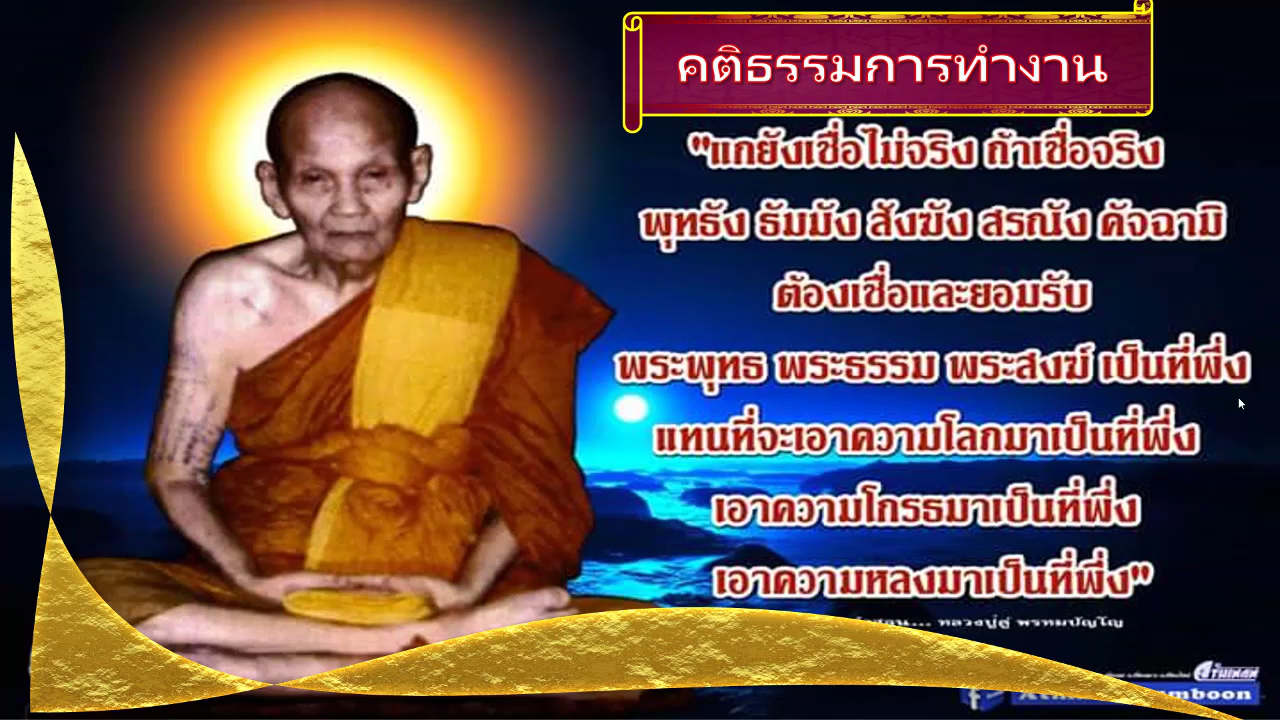 คติธรรมการทำงาน
"แกยังเชื่อไม่จริง ถ้าเชื่อจริง
พุทธัง ธัมมัง สังฆัง สรณัง คัจฉามิ
ต้องเชื่อและยอมรับ
พระพุทธ พระธรรม พระสงฆ์ เป็นที่พึ่ง
แทนที่จะเอาความโลภมาเป็นที่พึ่ง
เอาความโกรธมาเป็นที่พึ่ง
เอาความหลงมาเป็นที่พึ่ง"
หลวงปู่ดู่ พรหมปัญโญ